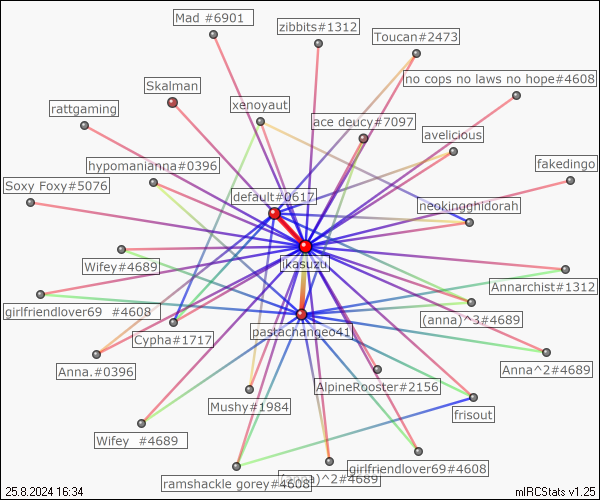 Mad #6901
zibbits#1312
Toucan#2473
no cops no laws no hope#4608
Skalman
xenoyaut
rattgaming
ace deucy#7097
avelicious
hypomanianna#0396
fakedingo
Soxy Foxy#5076
default#0617
neokingghidorah
Wifey#4689
ikasuzu
Annarchist#1312
girlfriendlover69 #4608
(anna)^3#4689
Cypha#1717
pastachangeo41
Anna.#0396
Anna^2#4689
AlpineRooster#2156
Mushy#1984
frisout
Wifey #4689
girlfriendlover69#4608
(anna)^2#4689
ramshackle gorey#4608
25.8.2024 16:34
mIRCStats v1.25